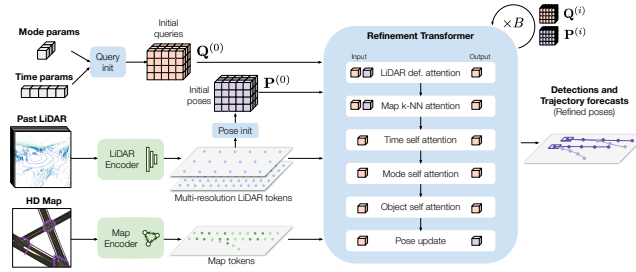 Mode params
Time params
Query
init
Initial
queries
Q^(0)
Initial
poses
P^(0)
Pose init
Past LiDAR
LiDAR
Encoder
Multi-resolution LiDAR tokens
HD Map
Map
Encoder
Map tokens
Refinement Transformer
Input
Output
LiDAR def. attention
Map k-NN attention
Time self attention
Mode self attention
Object self attention
Pose update
×B
Q^(i)
P^(i)
Detections and
Trajectory forecasts
(Refined poses)